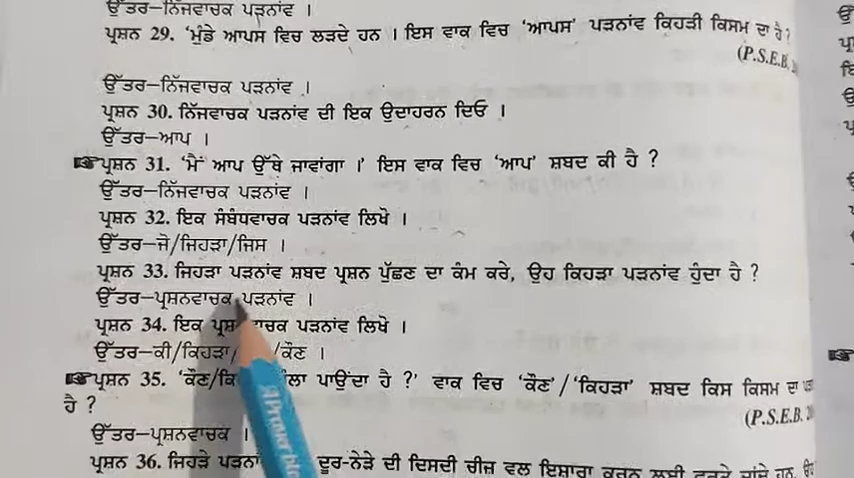 ਉੱਤਰ–ਨਿੱਜਵਾਚਕ ਪੜਨਾਂਵ ।
ਪ੍ਰਸ਼ਨ 29. ‘ਮੁੰਡੇ ਆਪਸ ਵਿਚ ਲੜਦੇ ਹਨ । ਇਸ ਵਾਕ ਵਿਚ ‘ਆਪਸ’ ਪੜਨਾਂਵ ਕਿਹੜੀ ਕਿਸਮ ਦਾ ਹੈ ?
(P.S.E.B.
ਉੱਤਰ–ਨਿੱਜਵਾਚਕ ਪੜਨਾਂਵ ।
ਪ੍ਰਸ਼ਨ 30. ਨਿੱਜਵਾਚਕ ਪੜਨਾਂਵ ਦੀ ਇਕ ਉਦਾਹਰਨ ਦਿਓ ।
ਉੱਤਰ–ਆਪ ।
ਪ੍ਰਸ਼ਨ 31. ‘ਮੈਂ ਆਪ ਉੱਥੇ ਜਾਵਾਂਗਾ ।’ ਇਸ ਵਾਕ ਵਿਚ ‘ਆਪ’ ਸ਼ਬਦ ਕੀ ਹੈ ?
ਉੱਤਰ–ਨਿੱਜਵਾਚਕ ਪੜਨਾਂਵ ।
ਪ੍ਰਸ਼ਨ 32. ਇਕ ਸੰਬੰਧਵਾਚਕ ਪੜਨਾਂਵ ਲਿਖੋ ।
ਉੱਤਰ–ਜੋ/ਜਿਹੜਾ/ਜਿਸ ।
ਪ੍ਰਸ਼ਨ 33. ਜਿਹੜਾ ਪੜਨਾਂਵ ਸ਼ਬਦ ਪ੍ਰਸ਼ਨ ਪੁੱਛਣ ਦਾ ਕੰਮ ਕਰੇ, ਉਹ ਕਿਹੜਾ ਪੜਨਾਂਵ ਹੁੰਦਾ ਹੈ ?
ਉੱਤਰ–ਪ੍ਰਸ਼ਨਵਾਚਕ ਪੜਨਾਂਵ ।
ਪ੍ਰਸ਼ਨ 34. ਇਕ ਪ੍ਰਸ਼ ਵਾਚਕ ਪੜਨਾਂਵ ਲਿਖੋ ।
ਉੱਤਰ–ਕੀ/ਕਿਹੜਾ/ /ਕੌਣ ।
ਪ੍ਰਸ਼ਨ 35. ‘ਕੌਣ/ ਪਾਉਂਦਾ ਹੈ ?’ ਵਾਕ ਵਿਚ ‘ਕੌਣ’/‘ਕਿਹੜਾ’ ਸ਼ਬਦ ਕਿਸ ਕਿਸਮ ਦਾ
ਹੈ ?
(P.S.E.B.
ਉੱਤਰ–ਪ੍ਰਸ਼ਨਵਾਚਕ ।
ਪ੍ਰਸ਼ਨ 36. ਜਿਹੜੇ ਦੂਰ-ਨੇੜੇ ਦੀ ਦਿਸਦੀ ਚੀਜ਼ ਵਲ ਇਸ਼ਾਰਾ ਕਰਨ ਲਈ ਵਰਤੇ ਜਾਂਦੇ ਹਨ,